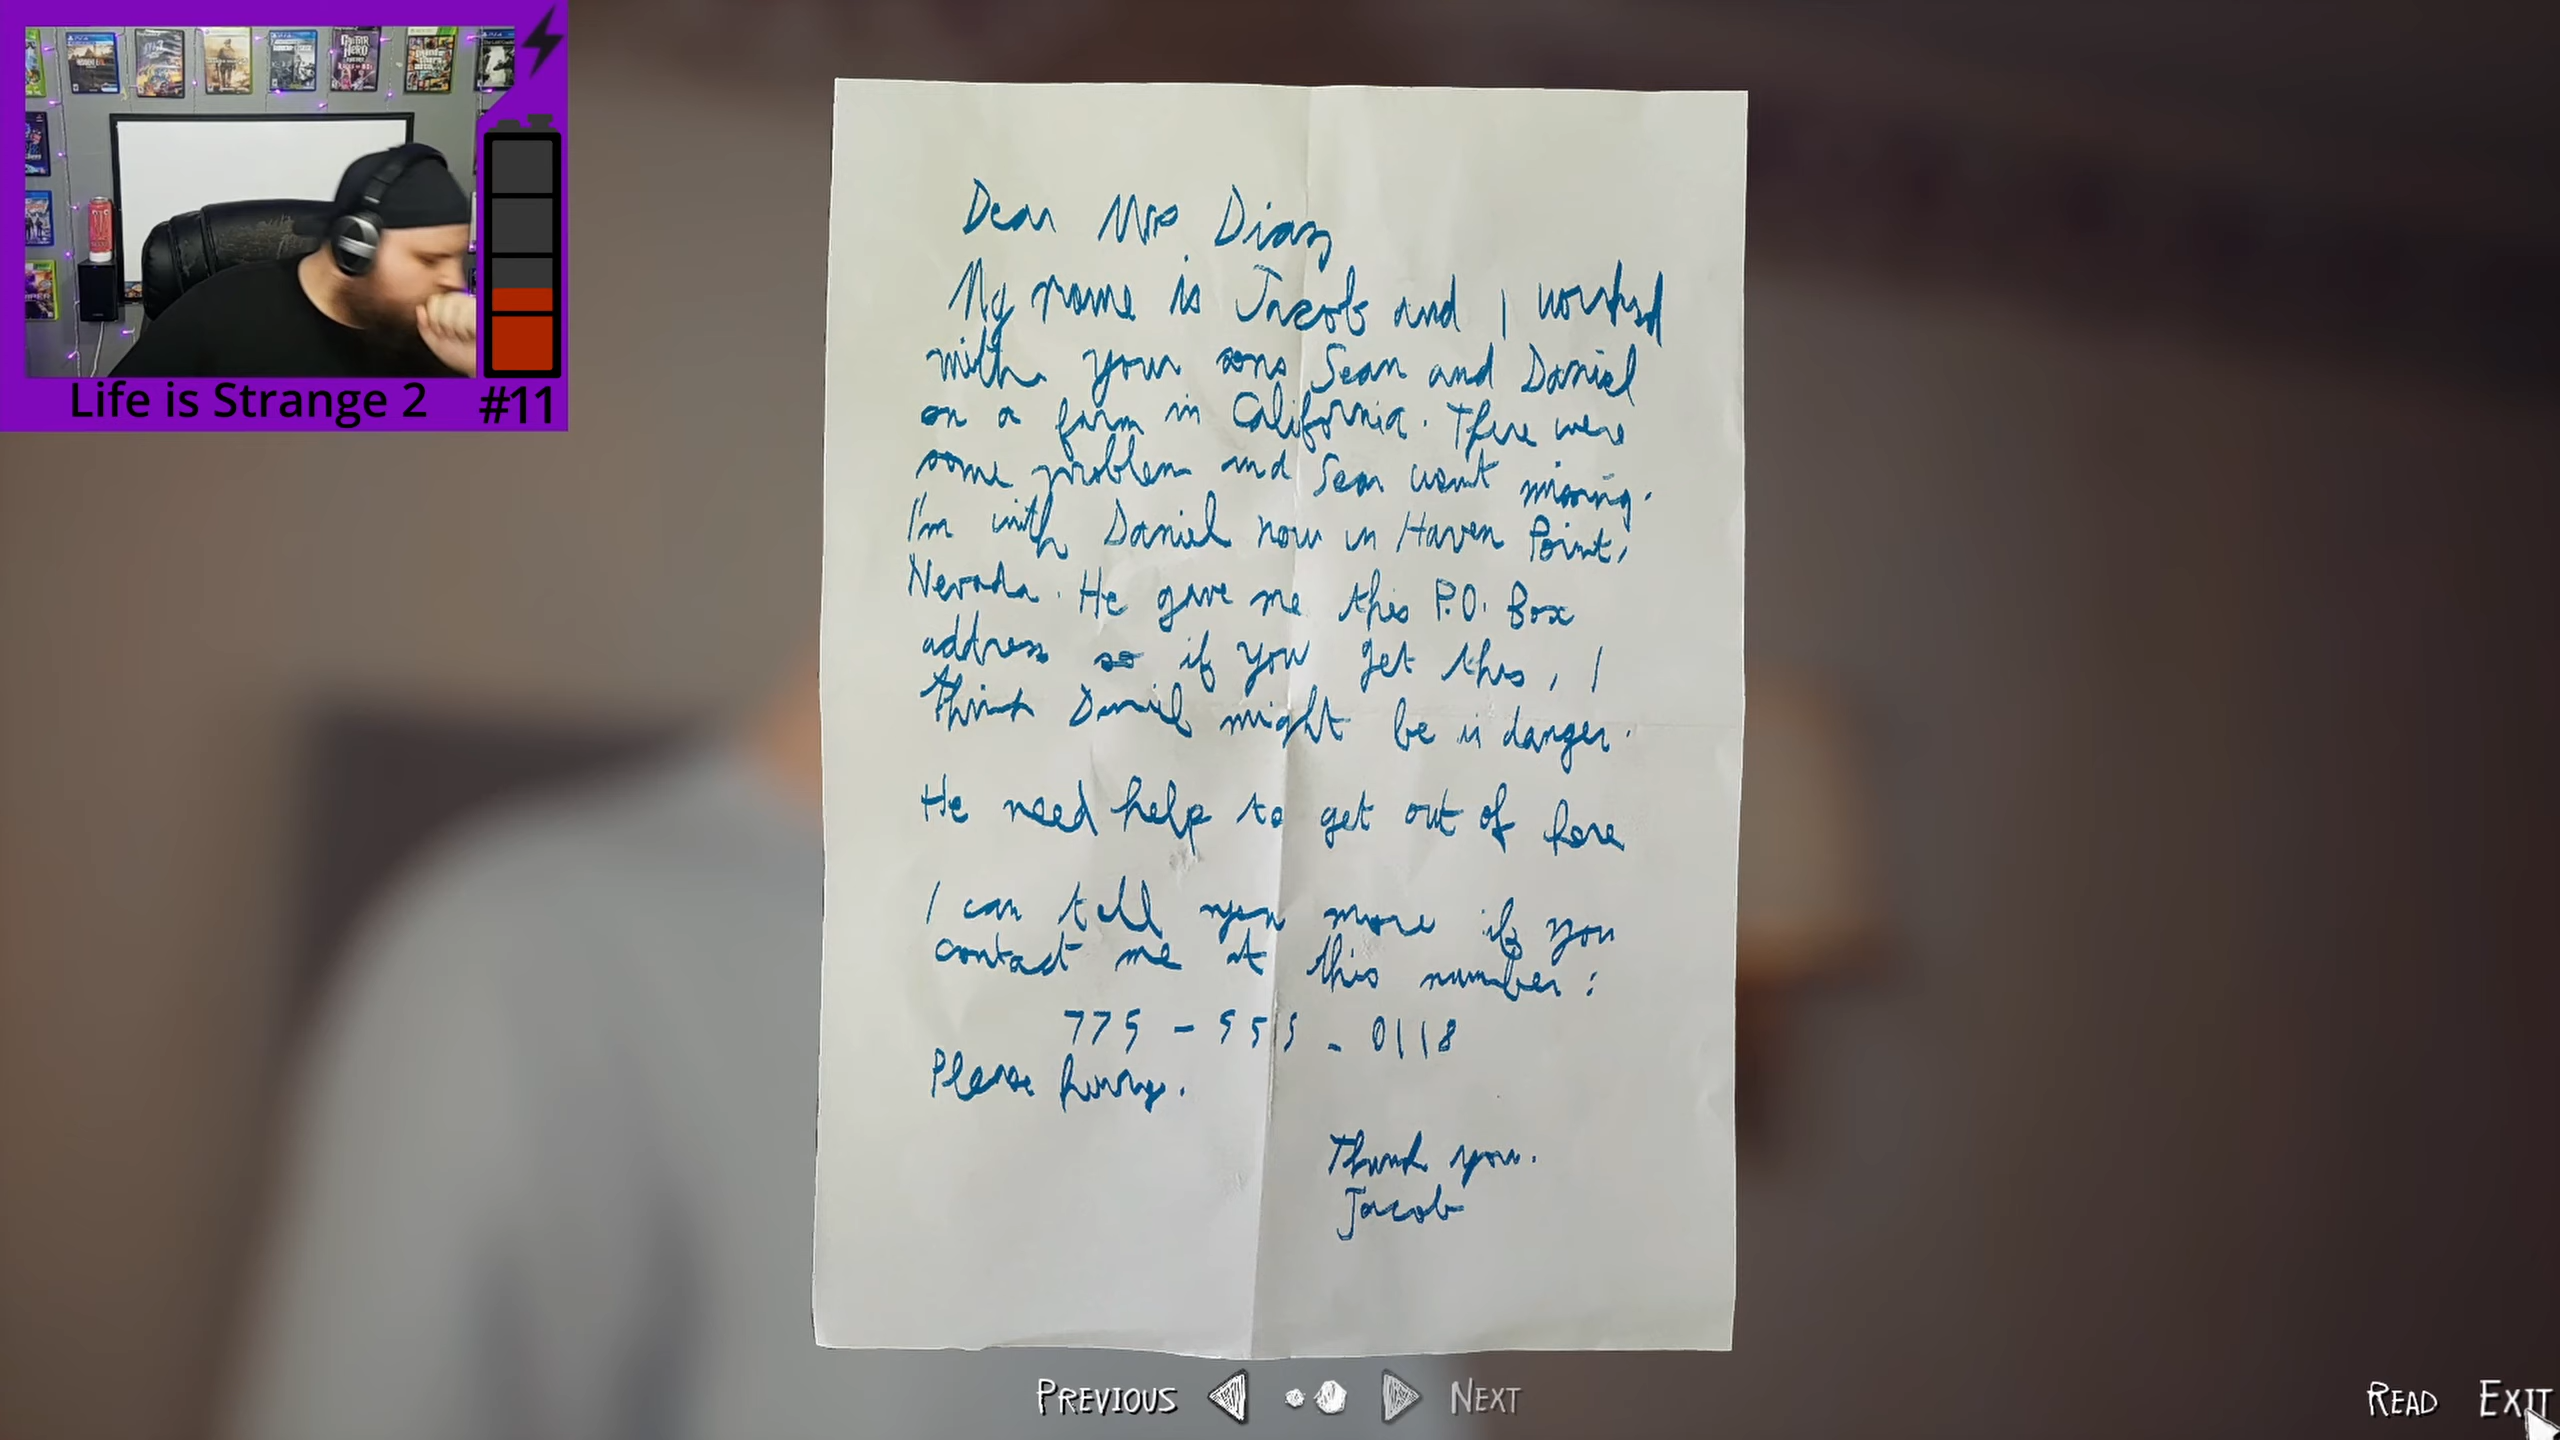 Life is Strange 2 #11
Dear Mrs Diaz
My name is Jacob and I worked
with your sons Sean and Daniel
on a farm in California. There were
some problem and Sean went missing.
I'm with Daniel now in Haven Point,
Nevada. He gave me this P.O. Box
address so if you get this, I
think Daniel might be in danger.
He need help to get out of here
I can tell you more if you
contact me at this number:
775-555-0118
Please hurry.
Thank you.
Jacob
PREVIOUS NEXT
READ EXIT